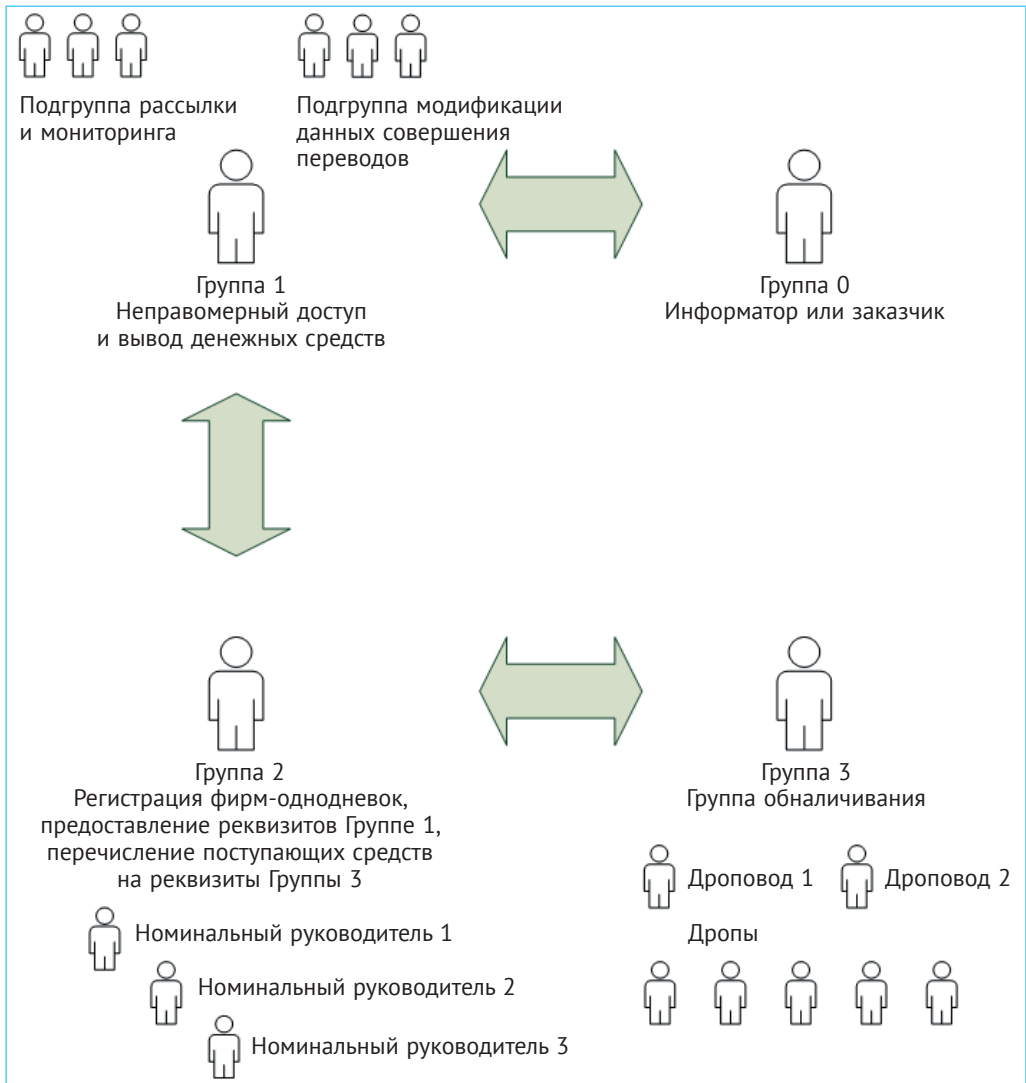 Подгруппа рассылки
и мониторинга
Подгруппа модификации
данных совершения
переводов
Группа 1
Неправомерный доступ
и вывод денежных средств
Группа 0
Информатор или заказчик
Группа 2
Регистрация фирм-однодневок,
предоставление реквизитов Группе 1,
перечисление поступающих средств
на реквизиты Группы 3
Номинальный руководитель 1
Номинальный руководитель 2
Номинальный руководитель 3
Группа 3
Группа обналичивания
Дроповод 1
Дроповод 2
Дропы